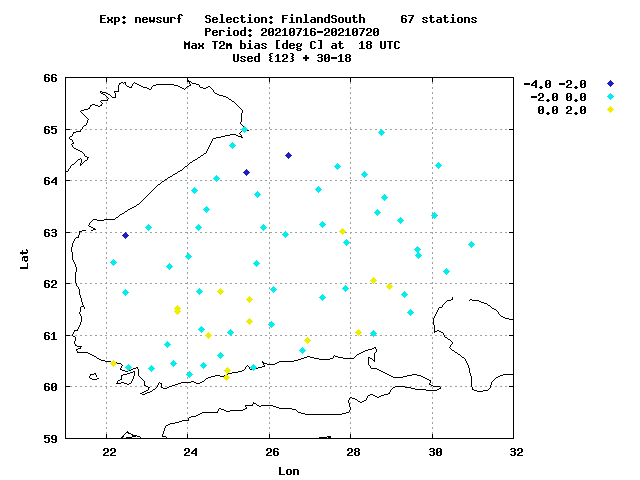 Exp: newsurf   Selection: FinlandSouth     67 stations
Period: 20210716-20210720
Max T2m bias [deg C] at  18 UTC
Used {12} + 30-18
-4.0 -2.0
-2.0 0.0
0.0 2.0
66
65
64
63
62
61
60
59
Lat
22
24
26
28
30
32
Lon